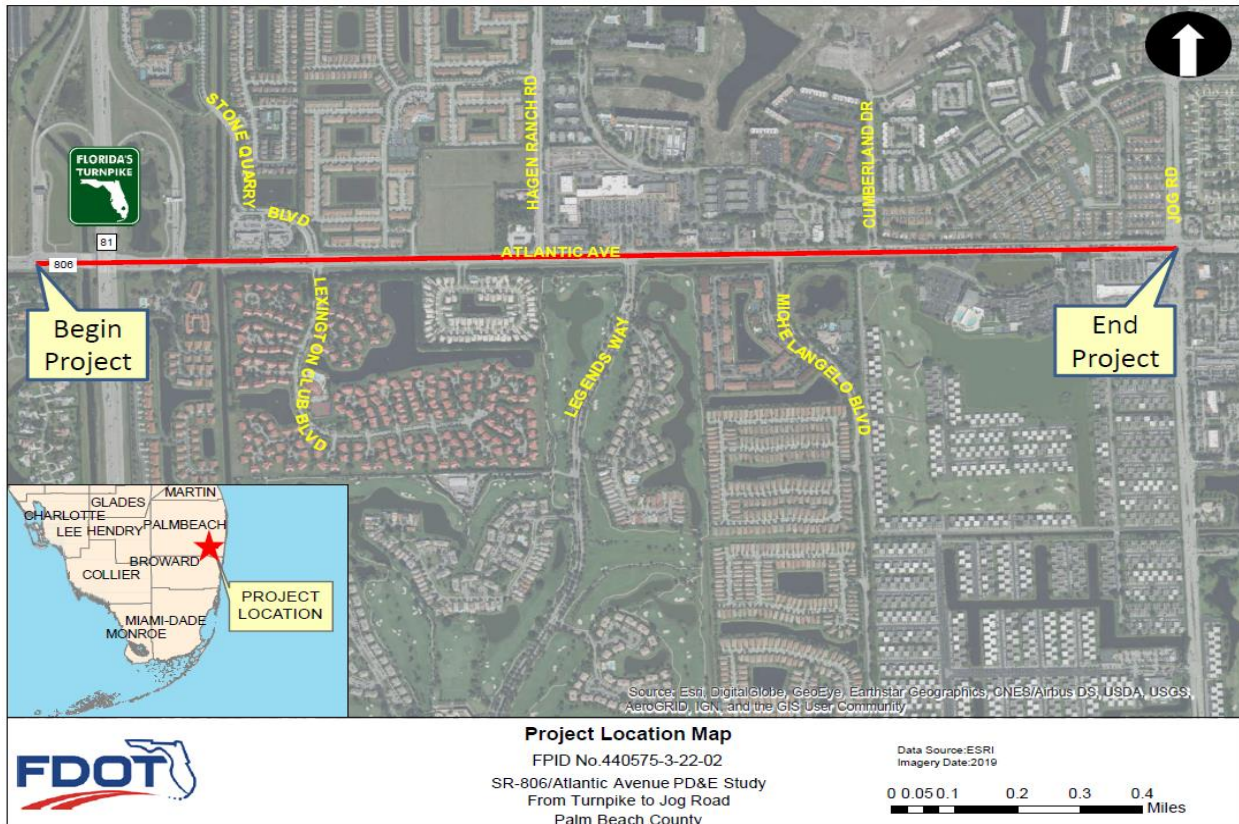 STONE QUARRY
BLVD
HAGEN RANCH RD
CUMBERLAND DR
JOG RD
FLORIDA'S
TURNPIKE
81
806
ATLANTIC AVE
Begin
Project
LEXINGTON CLUB BLVD
LEGENDS WAY
MICHELANGELO BLVD
End
Project
MARTIN
GLADES
CHARLOTTE
PALMBEACH
LEE HENDRY
BROWARD
COLLIER
PROJECT
LOCATION
MIAMI-DADE
MONROE
Source: Esri, DigitalGlobe, GeoEye, Earthstar Geographics, CNES/Airbus DS, USDA, USGS,
AeroGRID, IGN, and the GIS User Community
FDOT
Project Location Map
FPID No.440575-3-22-02
SR-806/Atlantic Avenue PD&E Study
From Turnpike to Jog Road
Palm Beach County
Data Source:ESRI
Imagery Date:2019
0 0.05 0.1 0.2 0.3 0.4
Miles